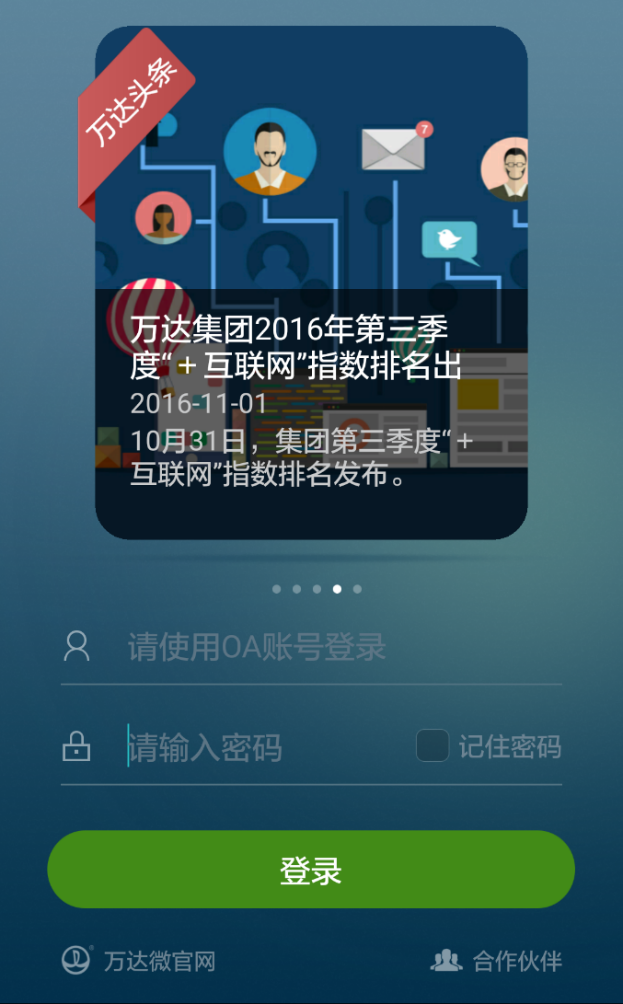 万达头条
7
万达集团2016年第三季
度“＋互联网”指数排名出
2016-11-01
10月31日，集团第三季度“＋
互联网”指数排名发布。
请使用OA账号登录
请输入密码
记住密码
登录
万达微官网
合作伙伴